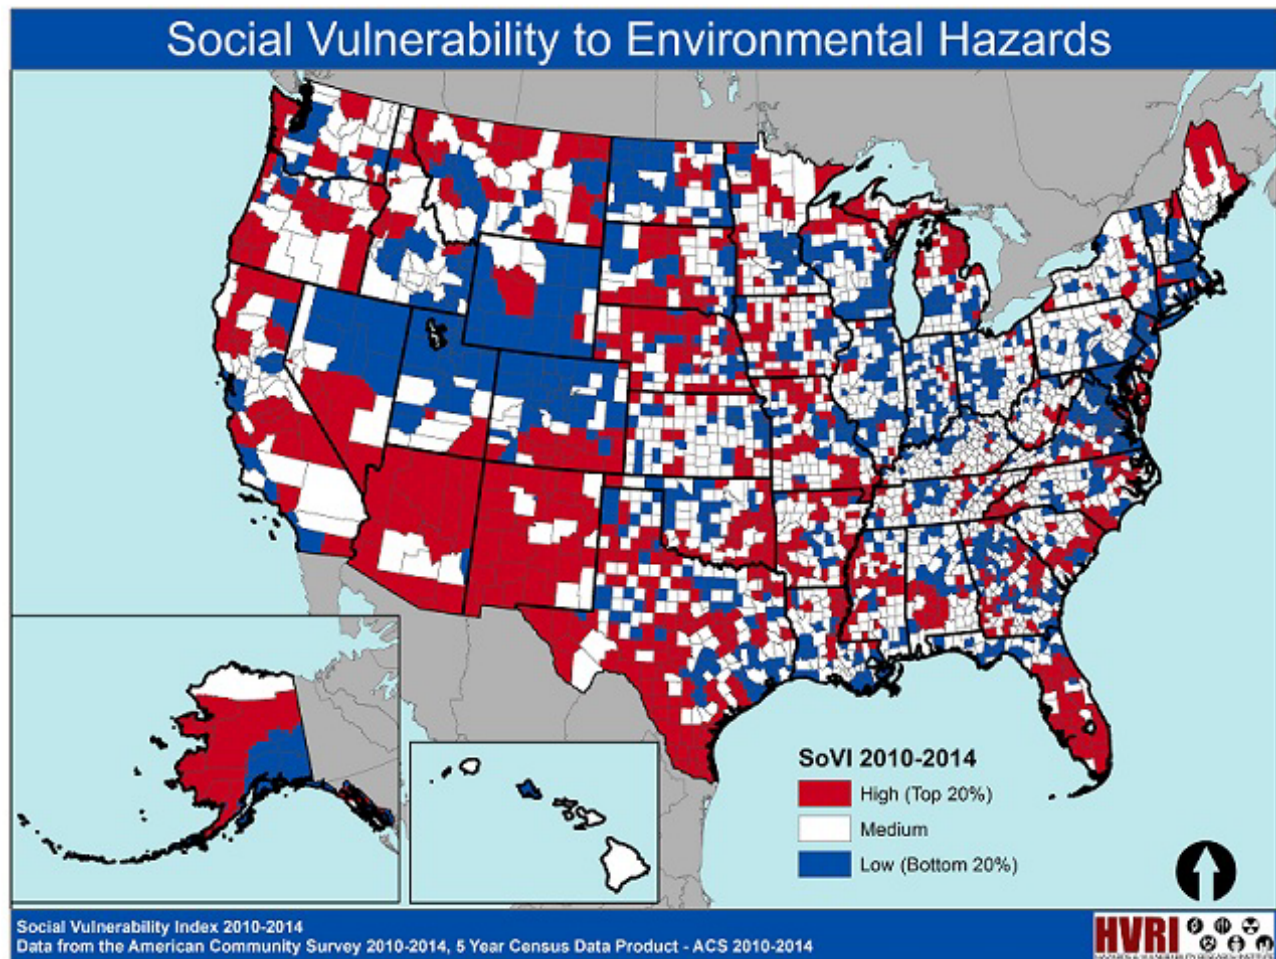 Social Vulnerability to Environmental Hazards
SoVI 2010-2014
High (Top 20%)
Medium
Low (Bottom 20%)
Social Vulnerability Index 2010-2014
Data from the American Community Survey 2010-2014, 5 Year Census Data Product - ACS 2010-2014
HVRI